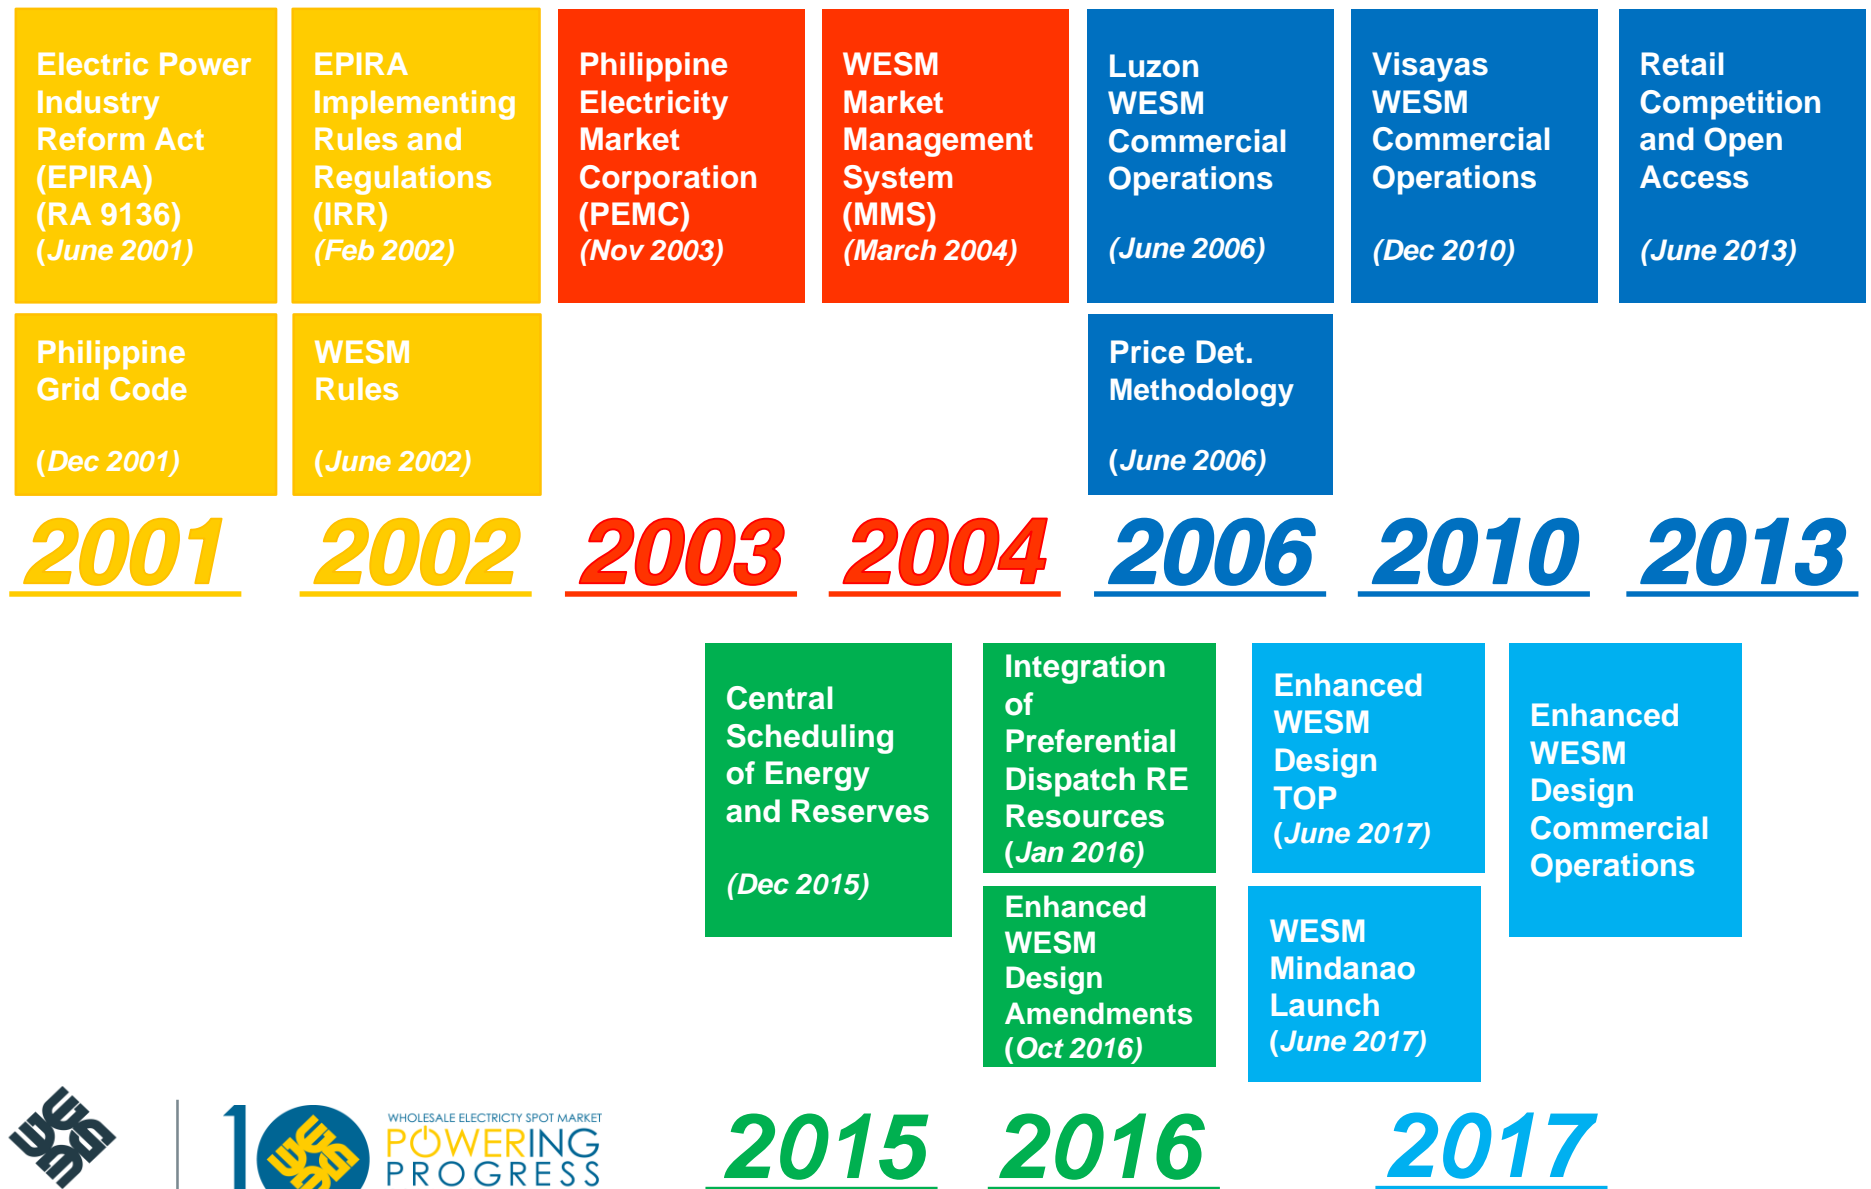 Electric Power
Industry
Reform Act
(EPIRA)
(RA 9136)
(June 2001)
EPIRA
Implementing
Rules and
Regulations
(IRR)
(Feb 2002)
Philippine
Electricity
Market
Corporation
(PEMC)
(Nov 2003)
WESM
Market
Management
System
(MMS)
(March 2004)
Luzon
WESM
Commercial
Operations
(June 2006)
Visayas
WESM
Commercial
Operations
(Dec 2010)
Retail
Competition
and Open
Access
(June 2013)
Philippine
Grid Code
(Dec 2001)
WESM
Rules
(June 2002)
Price Det.
Methodology
(June 2006)
2001
2002
2003
2004
2006
2010
2013
Central
Scheduling
of Energy
and Reserves
(Dec 2015)
Integration
of
Preferential
Dispatch RE
Resources
(Jan 2016)
Enhanced
WESM
Design
TOP
(June 2017)
Enhanced
WESM
Design
Commercial
Operations
Enhanced
WESM
Design
Amendments
(Oct 2016)
WESM
Mindanao
Launch
(June 2017)
10
WHOLESALE ELECTRICTY SPOT MARKET
POWERING
PROGRESS
2015
2016
2017